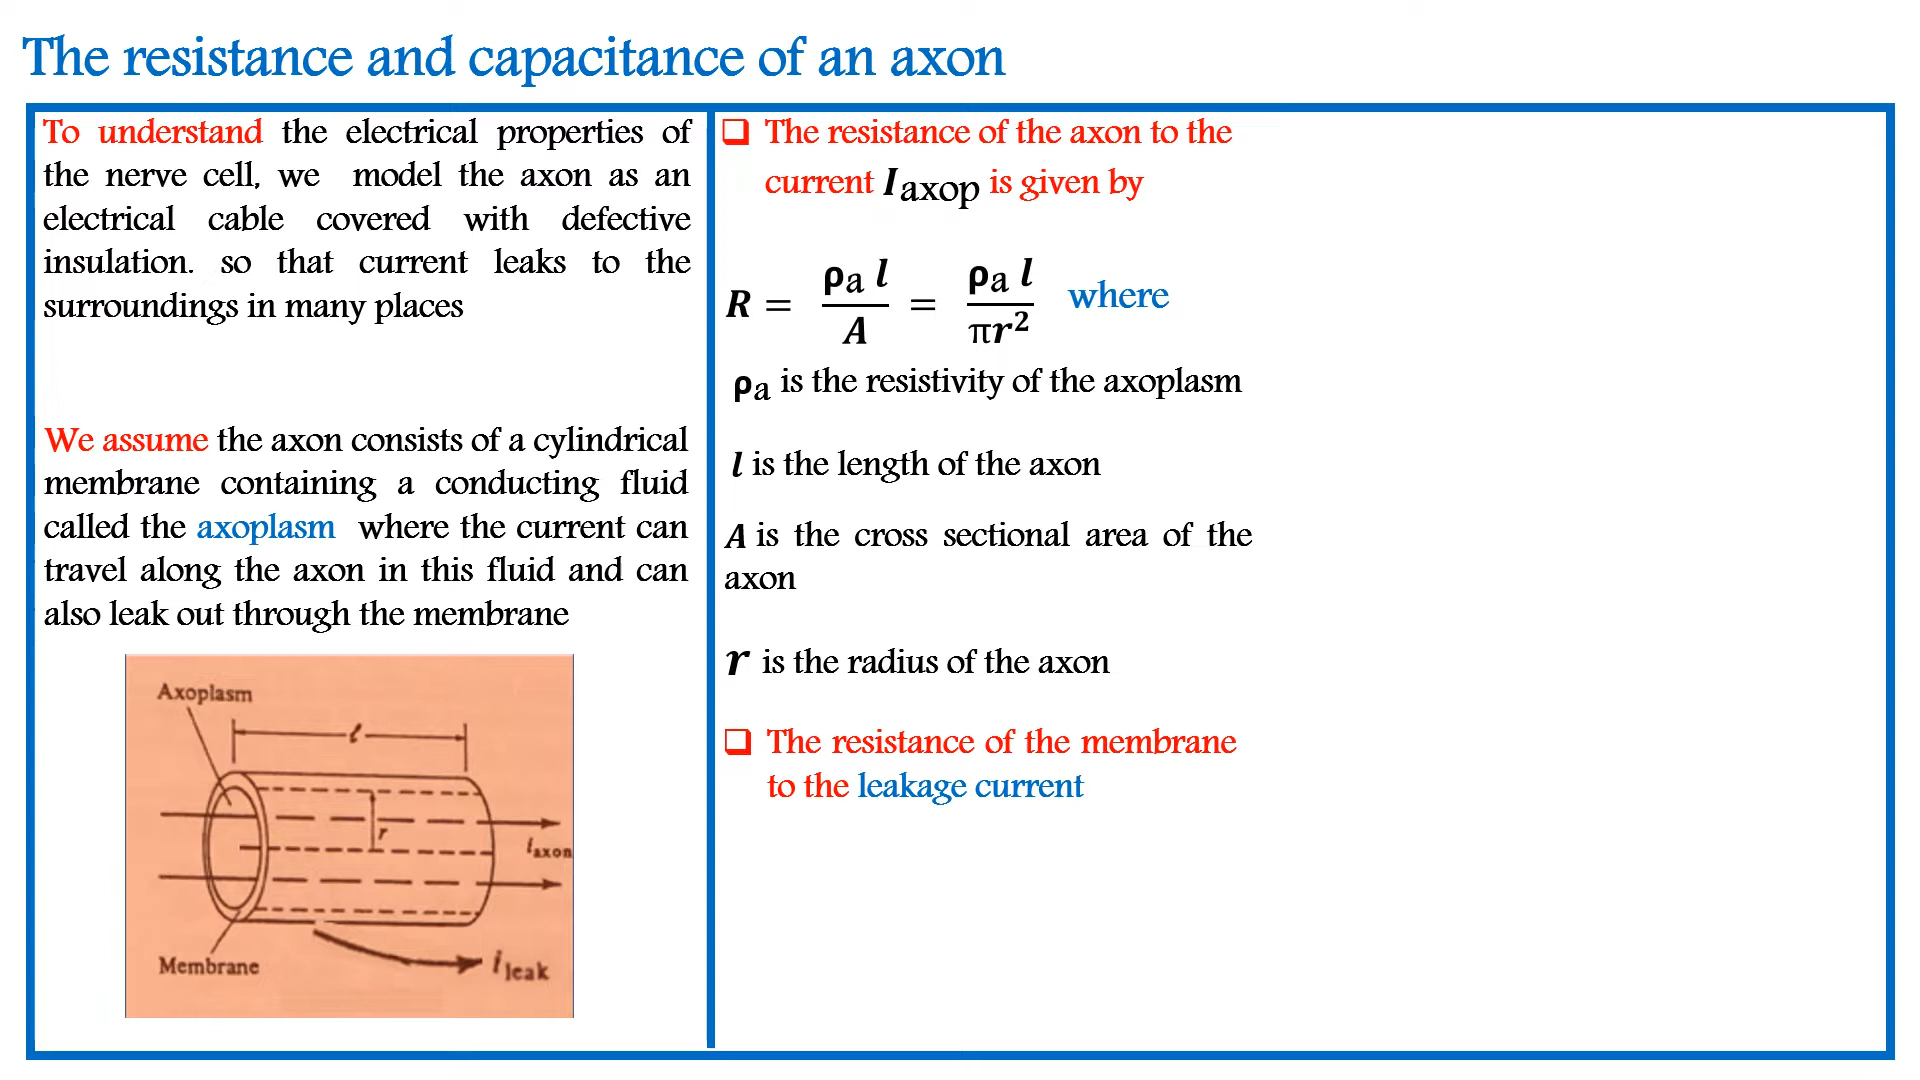 The resistance and capacitance of an axon
To understand the electrical properties of
the nerve cell, we model the axon as an
electrical cable covered with defective
insulation. so that current leaks to the
surroundings in many places
We assume the axon consists of a cylindrical
membrane containing a conducting fluid
called the axoplasm where the current can
travel along the axon in this fluid and can
also leak out through the membrane
Axoplasm
l
r
i axon
Membrane
i leak
❑ The resistance of the axon to the
current I axop is given by
R = ρa l / A = ρa l / πr² where
ρa is the resistivity of the axoplasm
l is the length of the axon
A is the cross sectional area of the
axon
r is the radius of the axon
❑ The resistance of the membrane
to the leakage current